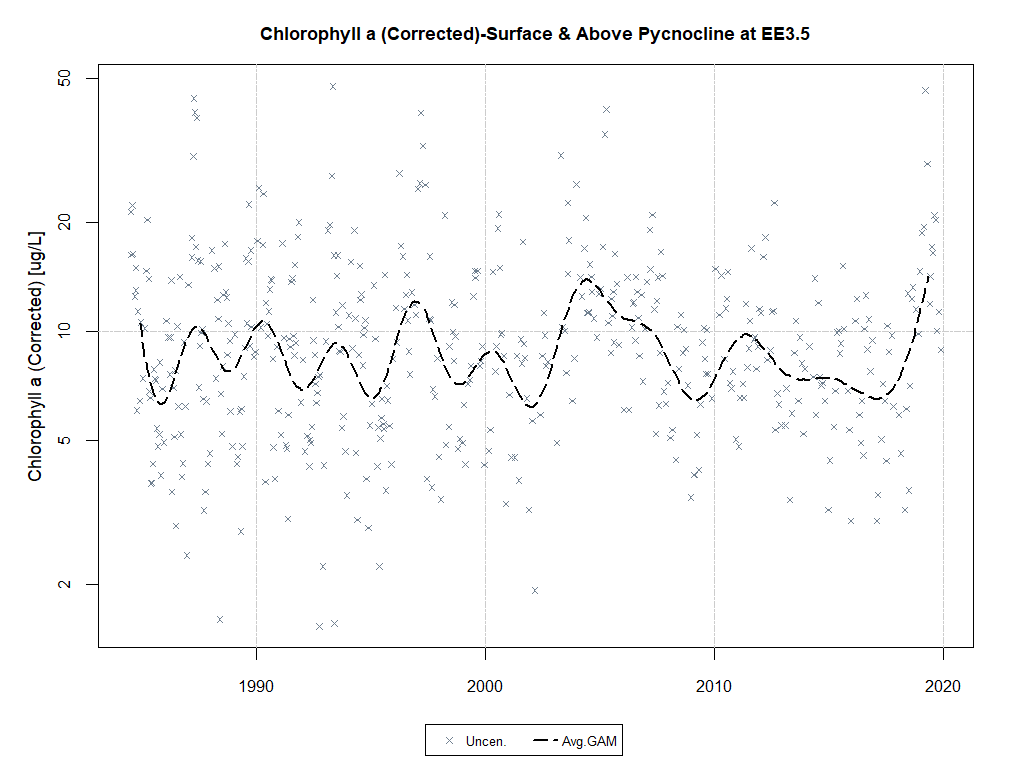 Chlorophyll a (Corrected)-Surface & Above Pycnocline at EE3.5
Chlorophyll a (Corrected) [ug/L]
50
20
10
5
2
1990 2000 2010 2020
Uncen. Avg.GAM